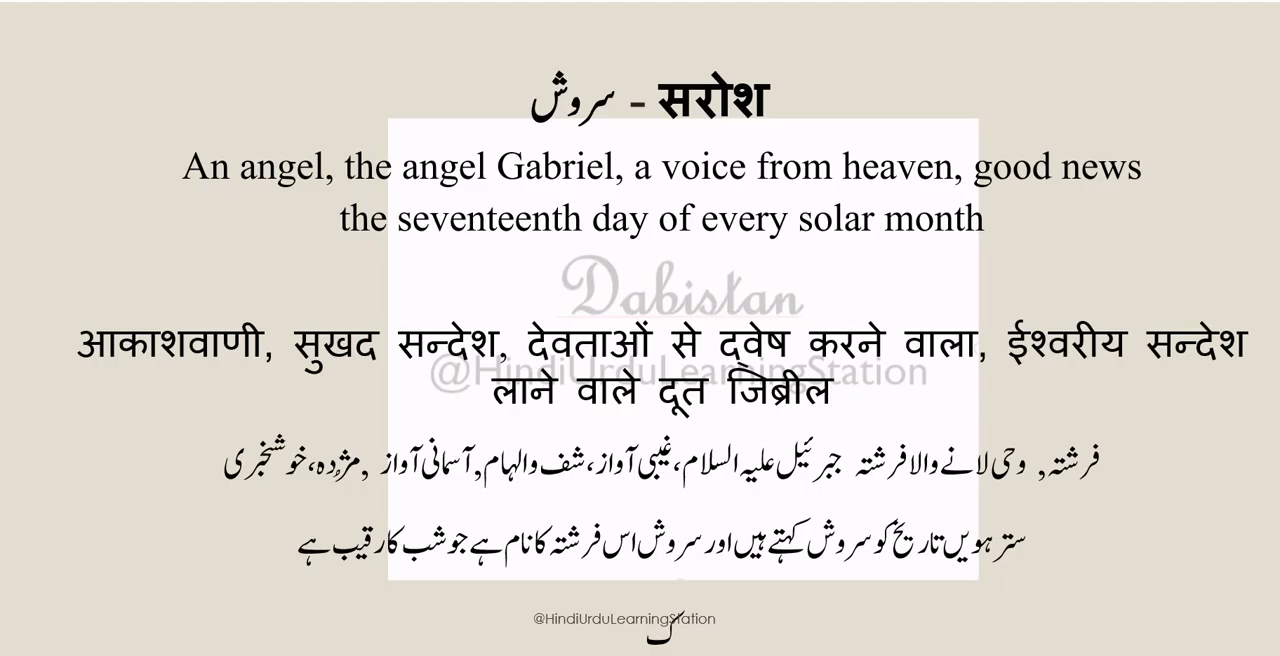 سروش - सरोश
An angel, the angel Gabriel, a voice from heaven, good news
the seventeenth day of every solar month
Dabistan
आकाशवाणी, सुखद सन्देश, देवताओं से द्वेष करने वाला, ईश्वरीय सन्देश
@HindiUrduLearningStation
लाने वाले दूत जिब्रील
فرشتہ, وحی لانے والا فرشتہ جبرئیل علیہ السلام، غیبی آواز، شف والہام, آسمانی آواز, مژدہ، خوشخبری
ستر ہویں تاریخ کو سروش کہتے ہیں اور سروش اس فرشتہ کا نام ہے جو شب کا رقیب ہے
@HindiUrduLearningStation
ک